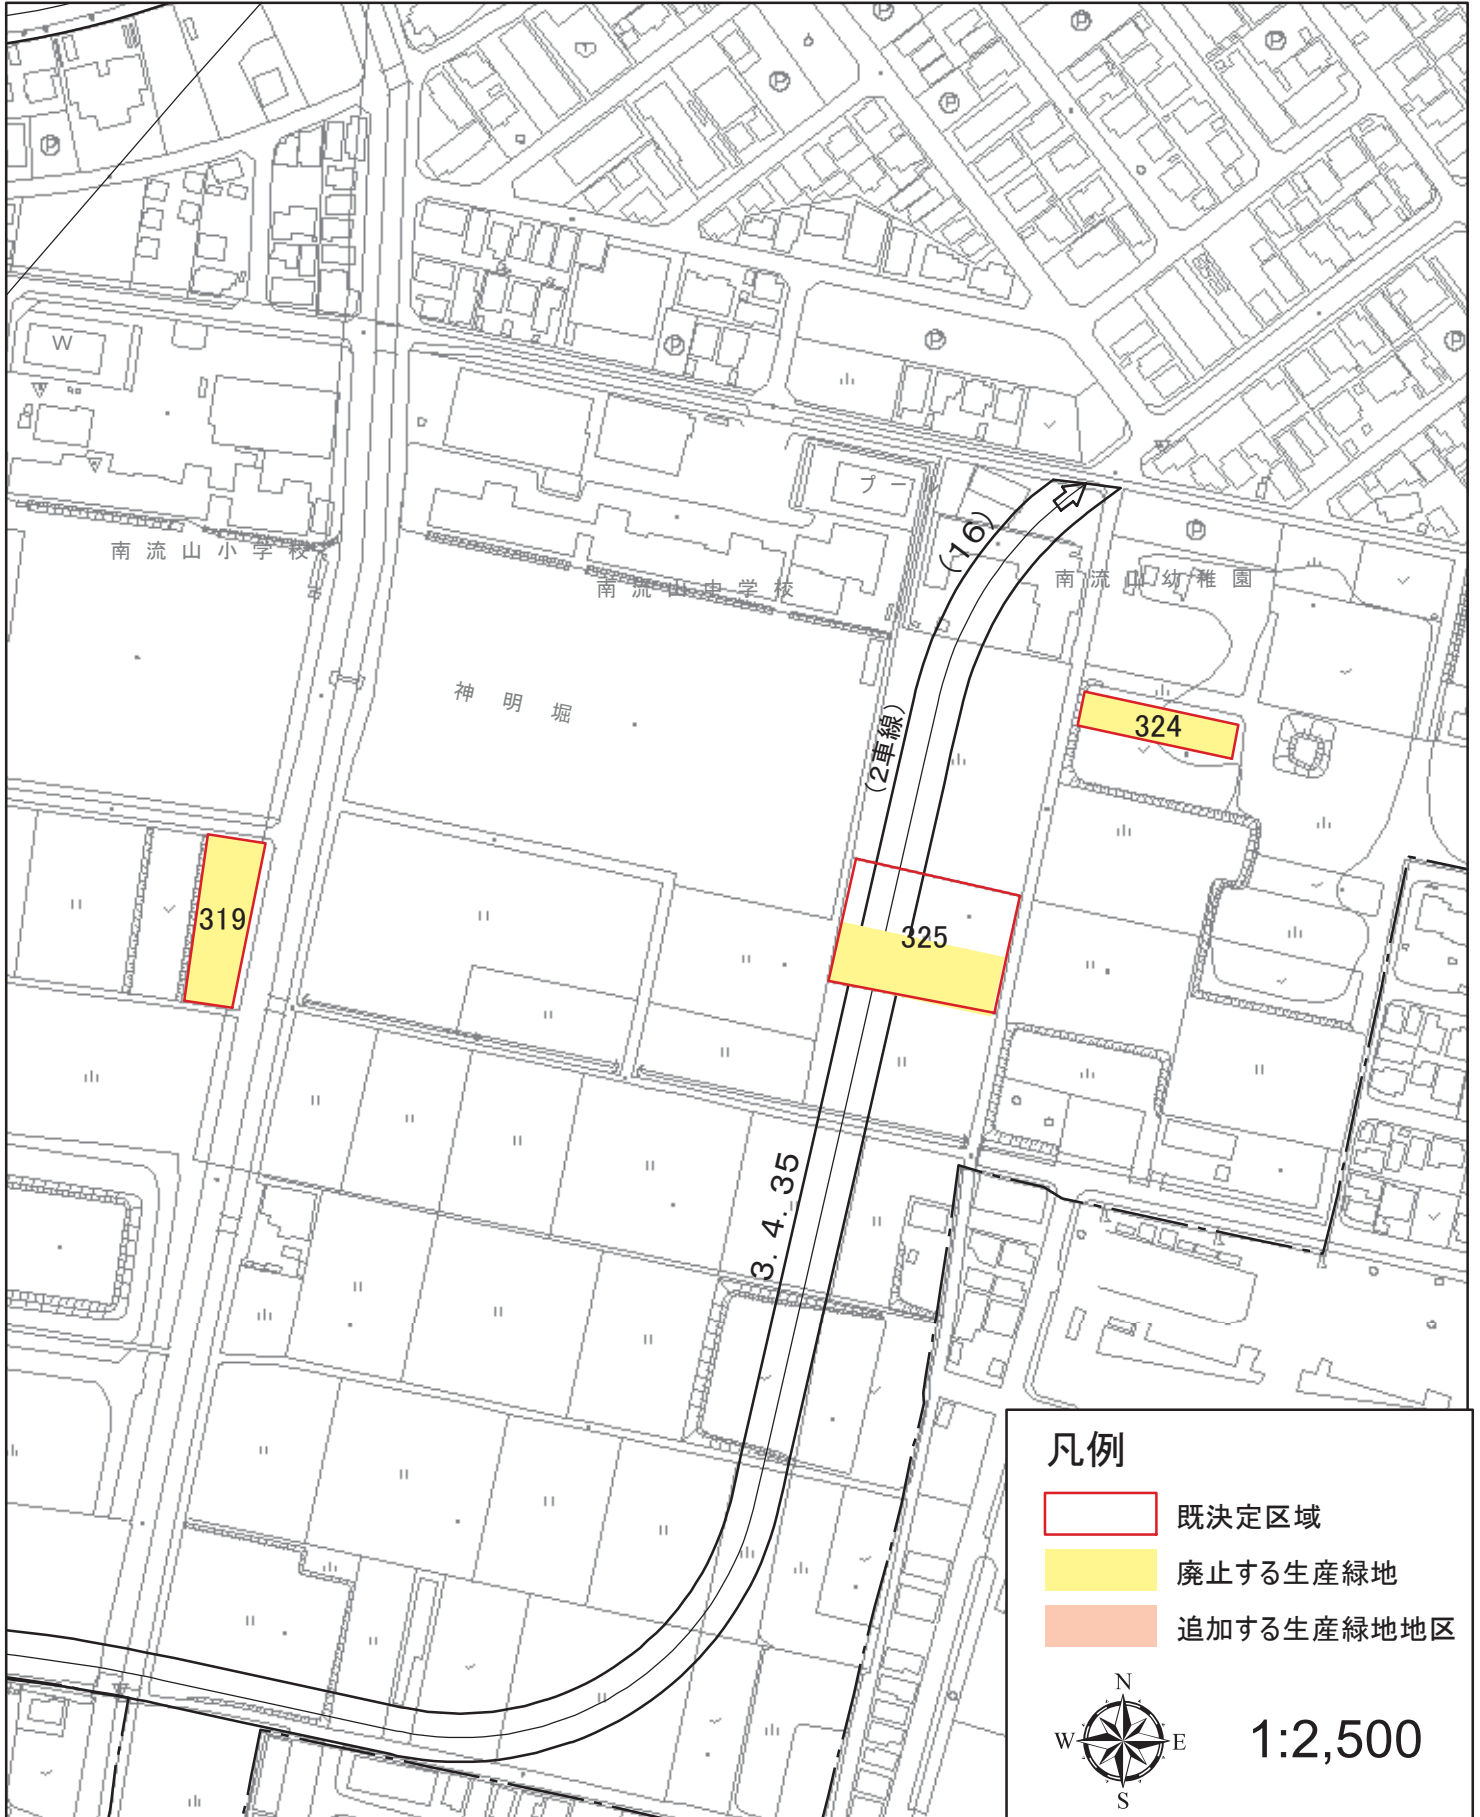 W
プール
南流山小学校
南流山中学校
(16)
南流山幼稚園
神明堀
(2車線)
324
319
325
3.4.35
凡例
既決定区域
廃止する生産緑地
追加する生産緑地地区
N
W
E
S
1:2,500